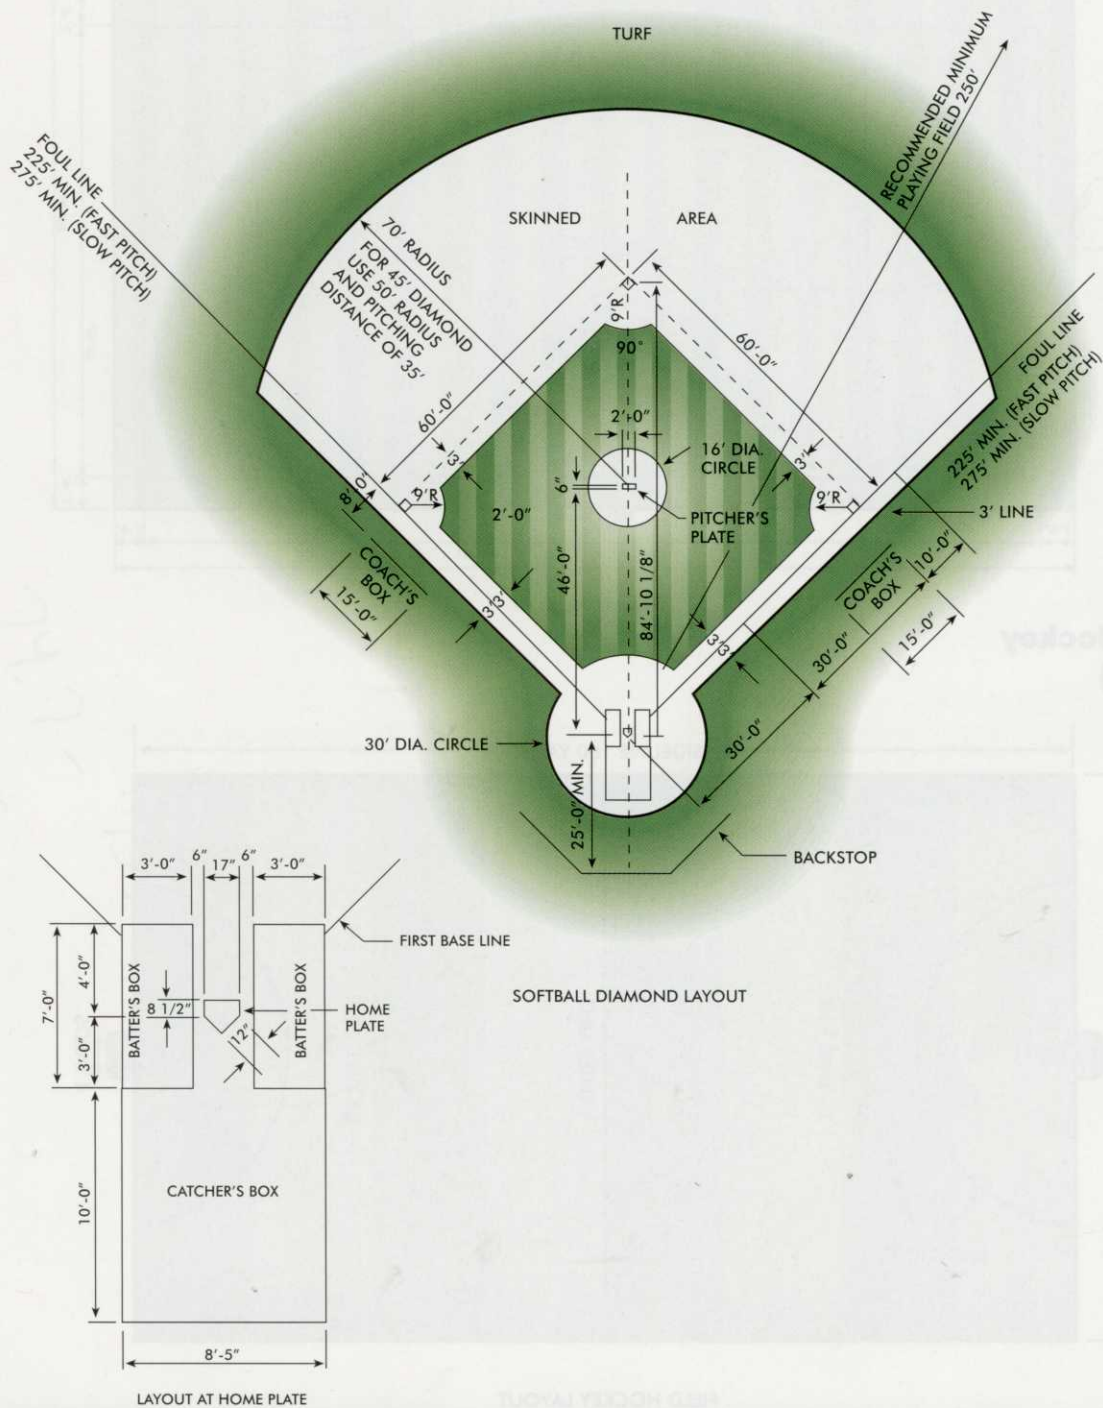 TURF
RECOMMENDED MINIMUM
PLAYING FIELD 250'
FOUL LINE
225' MIN. (FAST PITCH)
275' MIN. (SLOW PITCH)
SKINNED AREA
70' RADIUS
FOR 45' DIAMOND
USE 50' RADIUS
AND PITCHING
DISTANCE OF 35'
60'-0"
60'-0"
9'R
90°
FOUL LINE
225' MIN. (FAST PITCH)
275' MIN. (SLOW PITCH)
2'-0"
16' DIA.
CIRCLE
3'
3'
8'-0"
9'R
6"
9'R
2'-0"
PITCHER'S
PLATE
3' LINE
46'-0"
84'-10 1/8"
COACH'S
BOX
15'-0"
COACH'S
BOX
10'-0"
3'
3'
3'
3'
30'-0"
15'-0"
30'-0"
30' DIA. CIRCLE
25'-0" MIN.
BACKSTOP
3'-0"
6"
17"
6"
3'-0"
FIRST BASE LINE
7'-0"
4'-0"
3'-0"
BATTER'S BOX
8 1/2"
BATTER'S BOX
HOME
PLATE
12"
SOFTBALL DIAMOND LAYOUT
CATCHER'S BOX
10'-0"
8'-5"
LAYOUT AT HOME PLATE
FIELD HOCKEY LAYOUT